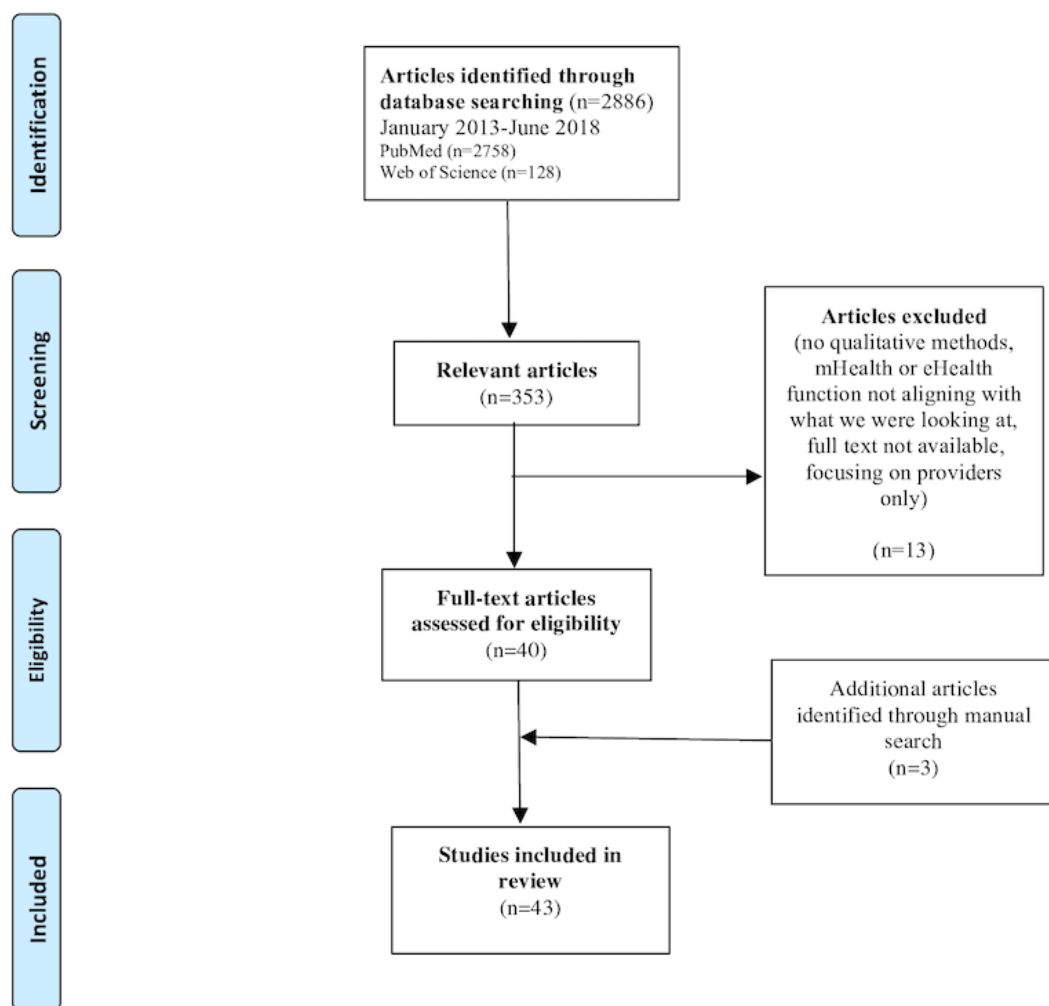 Identification
Articles identified through
database searching (n=2886)
January 2013-June 2018
PubMed (n=2758)
Web of Science (n=128)
Screening
Relevant articles
(n=353)
Articles excluded
(no qualitative methods,
mHealth or eHealth
function not aligning with
what we were looking at,
full text not available,
focusing on providers
only)
(n=13)
Eligibility
Full-text articles
assessed for eligibility
(n=40)
Additional articles
identified through manual
search
(n=3)
Included
Studies included in
review
(n=43)